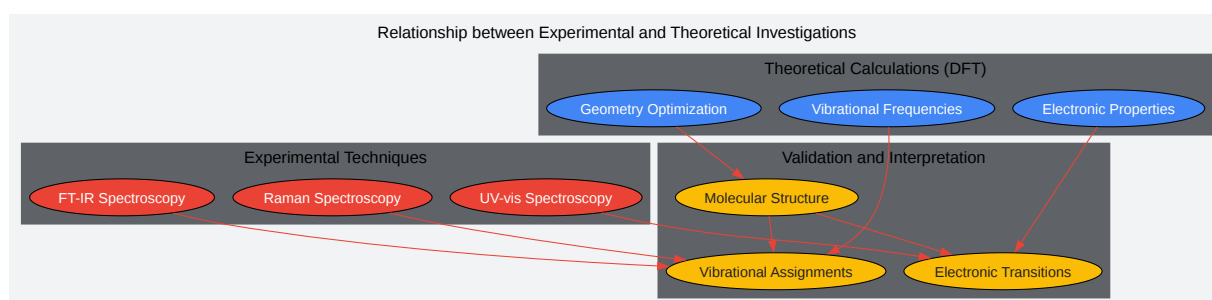 Relationship between Experimental and Theoretical Investigations
Theoretical Calculations (DFT)
Geometry Optimization
Vibrational Frequencies
Electronic Properties
Experimental Techniques
FT-IR Spectroscopy
Raman Spectroscopy
UV-vis Spectroscopy
Validation and Interpretation
Molecular Structure
Vibrational Assignments
Electronic Transitions